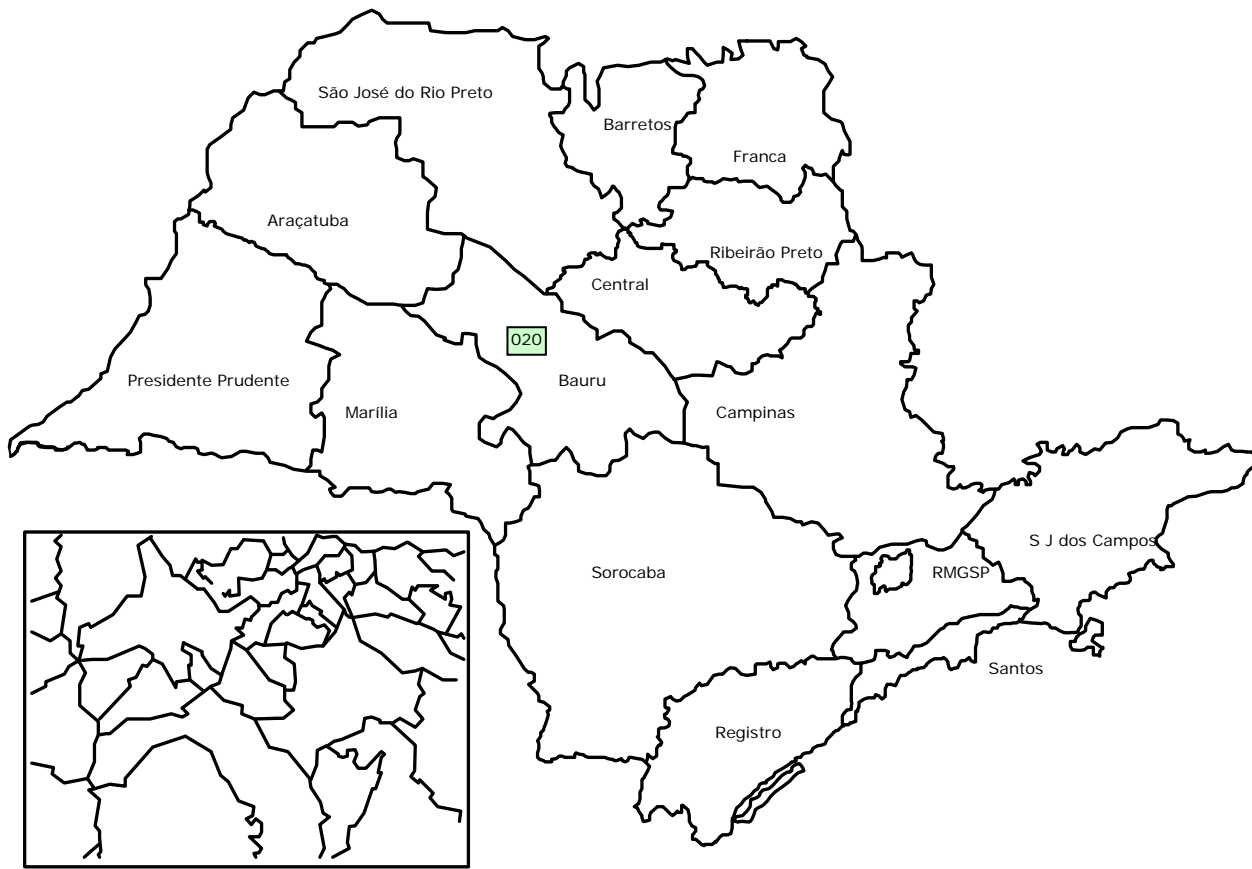 São José do Rio Preto
Barretos
Franca
Araçatuba
Ribeirão Preto
Central
020
Presidente Prudente
Bauru
Marília
Campinas
S J dos Campos
Sorocaba
RMGSP
Santos
Registro